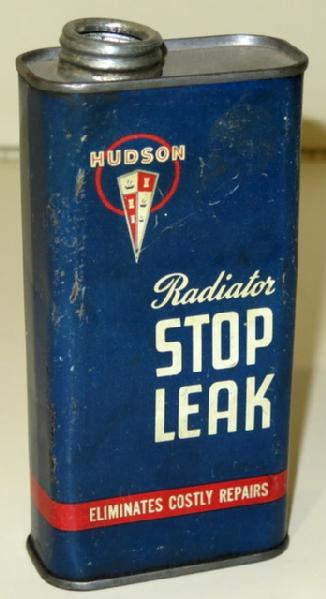 HUDSON
Radiator
STOP
LEAK
ELIMINATES COSTLY REPAIRS